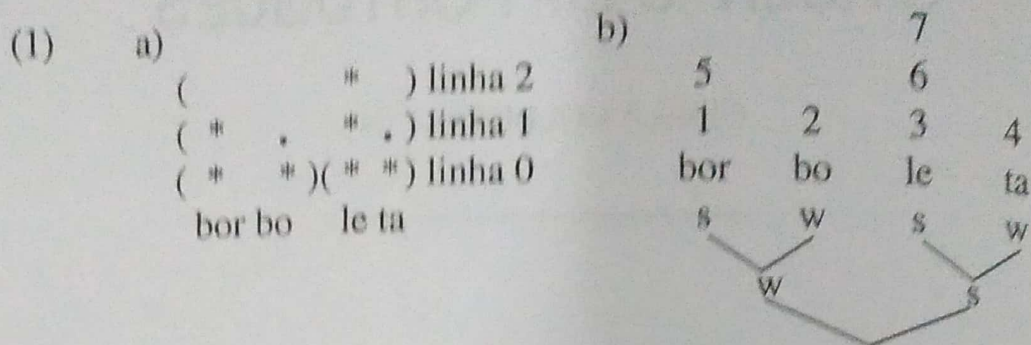 (1) a)
( * ) linha 2
( * . * . ) linha 1
( * * )( * * ) linha 0
bor bo le ta
b)
7
5 6
1 2 3 4
bor bo le ta
s w s w
w s